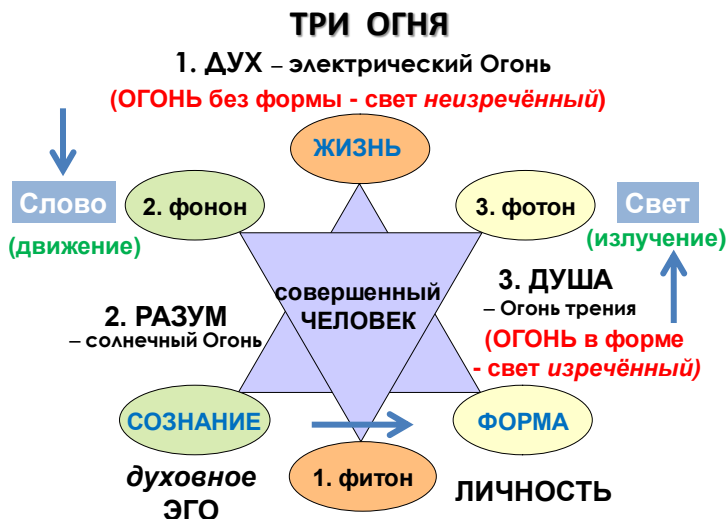 ТРИ ОГНЯ
1. ДУХ – электрический Огонь
(ОГОНЬ без формы - свет неизречённый)
ЖИЗНЬ
Слово
2. фонон
3. фотон
Свет
(движение)
(излучение)
совершенный
ЧЕЛОВЕК
3. ДУША
– Огонь трения
2. РАЗУМ
– солнечный Огонь
(ОГОНЬ в форме
- свет изречённый)
СОЗНАНИЕ
ФОРМА
1. фитон
духовное
ЭГО
ЛИЧНОСТЬ